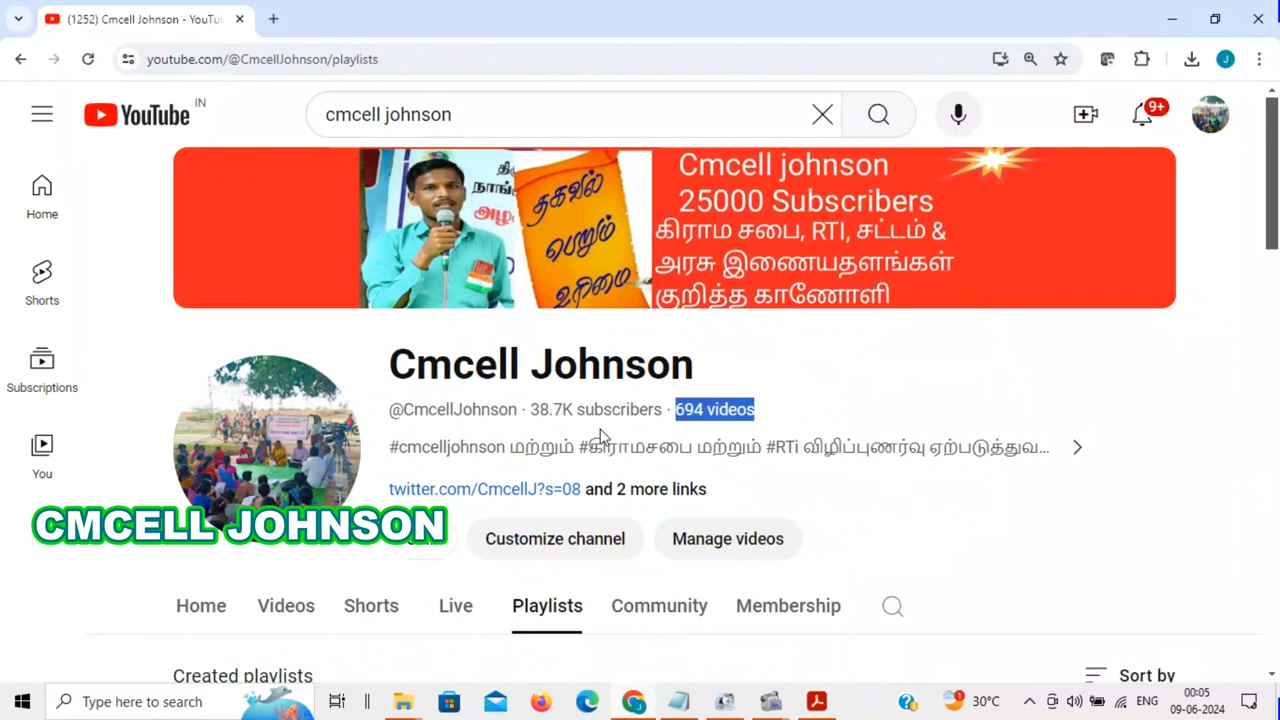 (1252) Cmcell Johnson - YouTu
youtube.com/@CmcellJohnson/playlists
YouTube IN
cmcell johnson
9+
Cmcell johnson
25000 Subscribers
கிராம சபை, RTI, சட்டம் &
அரசு இணையதளங்கள்
குறித்த காணோளி
நாங்
தகவல்
பெறும்
உரிமை
Home
Shorts
Subscriptions
You
Cmcell Johnson
@CmcellJohnson · 38.7K subscribers · 694 videos
#cmcelljohnson மற்றும் #கிராமசபை மற்றும் #RTi விழிப்புணர்வு ஏற்படுத்துவ...
twitter.com/CmcellJ?s=08 and 2 more links
CMCELL JOHNSON
Customize channel
Manage videos
Home
Videos
Shorts
Live
Playlists
Community
Membership
Created playlists
Sort by
Type here to search
1
30°C
ENG
00:05
09-06-2024